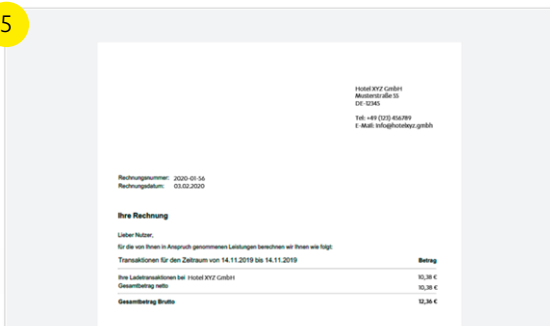 5
Hotel XYZ GmbH
Musterstraße 55
DE-12345
Tel: +49 (123) 456789
E-Mail: info@hotelxyz.gmbh
Rechnungsnummer: 2020-01-56
Rechnungsdatum: 03.02.2020
Ihre Rechnung
Lieber Nutzer,
für die von Ihnen in Anspruch genommenen Leistungen berechnen wir Ihnen wie folgt:
Transaktionen für den Zeitraum von 14.11.2019 bis 14.11.2019 Betrag
Ihre Ladetransaktionen bei Hotel XYZ GmbH 10,38 €
Gesamtbetrag netto 10,38 €
Gesamtbetrag Brutto 12,36 €